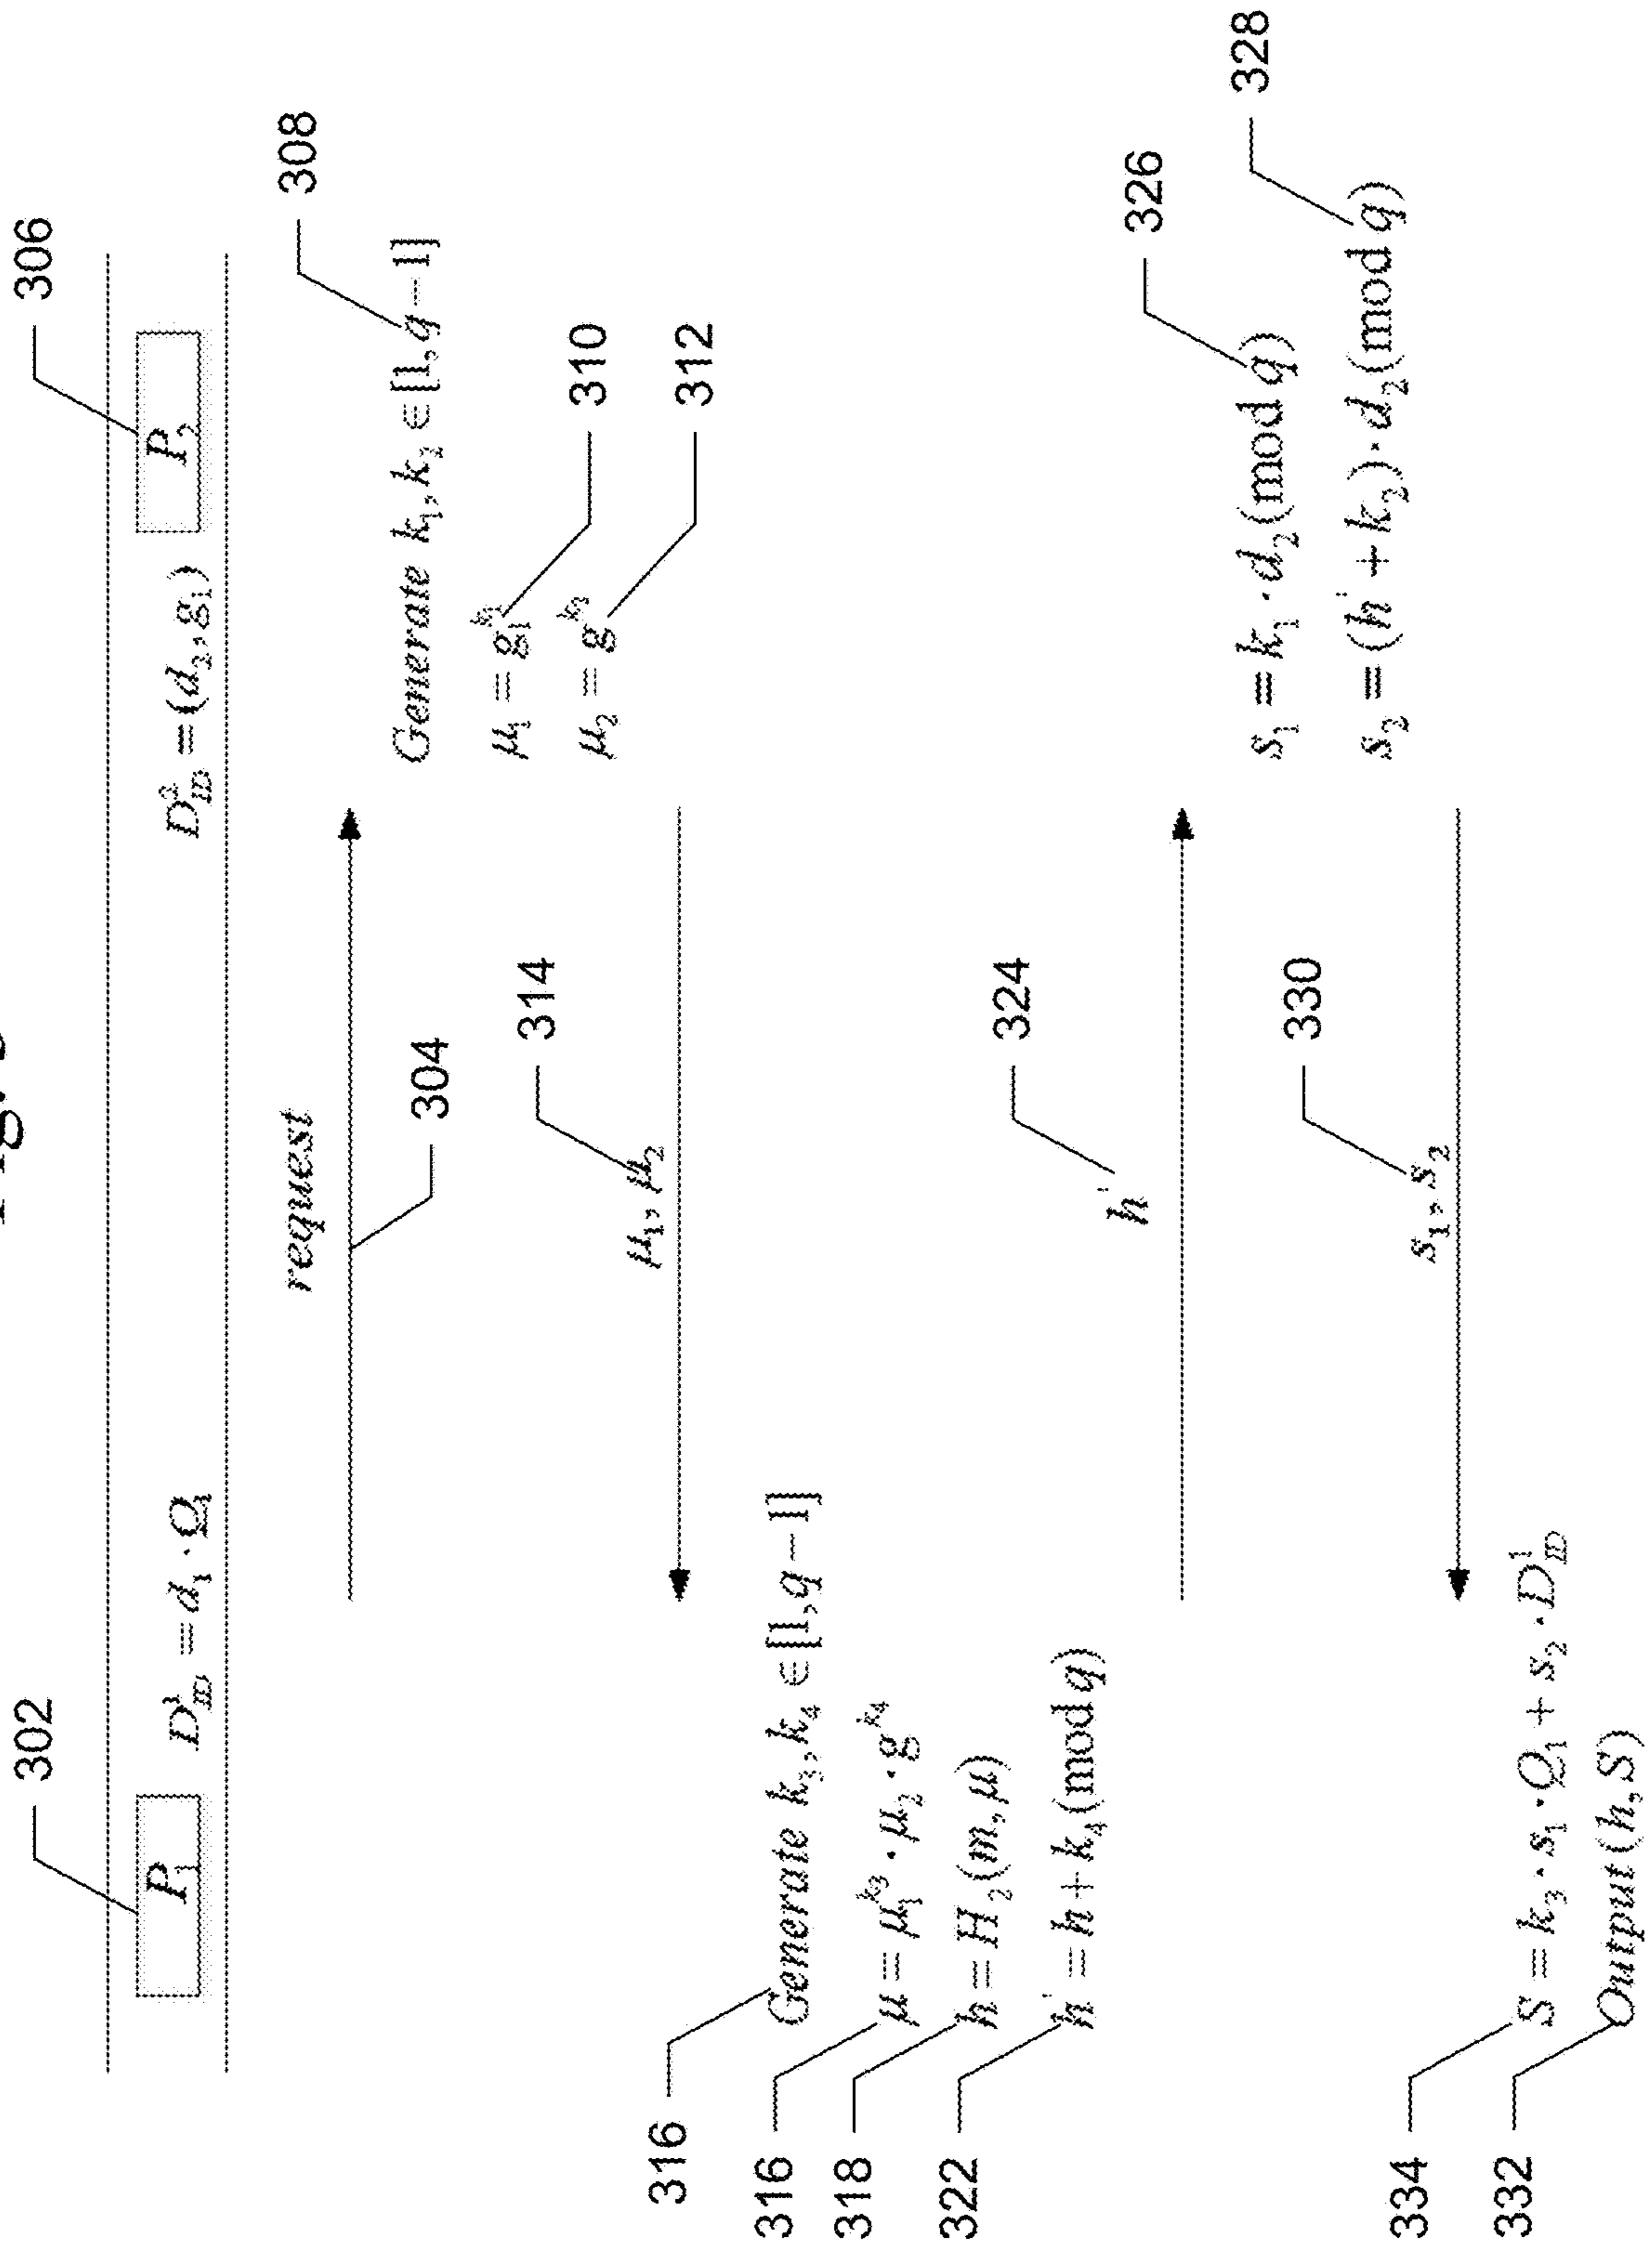 306
302
P₁
D¹_ID = d₁ · Q₁
D²_ID = (d₂, g₁)
P₂
request
304
308
Generate k₁, k₂ ∈ [1, q − 1]
μ₁ = g₁^k₁
310
μ₂ = g^k₂
312
314
μ₁, μ₂
316
Generate k₃, k₄ ∈ [1, q − 1]
316
μ = μ₁^k₃ · μ₂ · g^k₄
318
h = H₂(m, μ)
322
h' = h + k₄(mod q)
324
h'
326
s₁ = k₁ · d₂(mod q)
328
s₂ = (h' + k₂) · d₂(mod q)
330
s₁, s₂
334
S = k₃ · s₁ · Q₁ + s₂ · D¹_ID
332
Output(h, S)